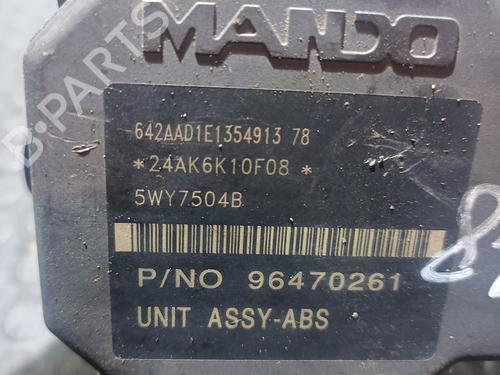 MANDO
642AAD1E1354913 78
*24AK6K10F08 *
5WY7504B
P/NO 96470261
UNIT ASSY-ABS
B-PARTS